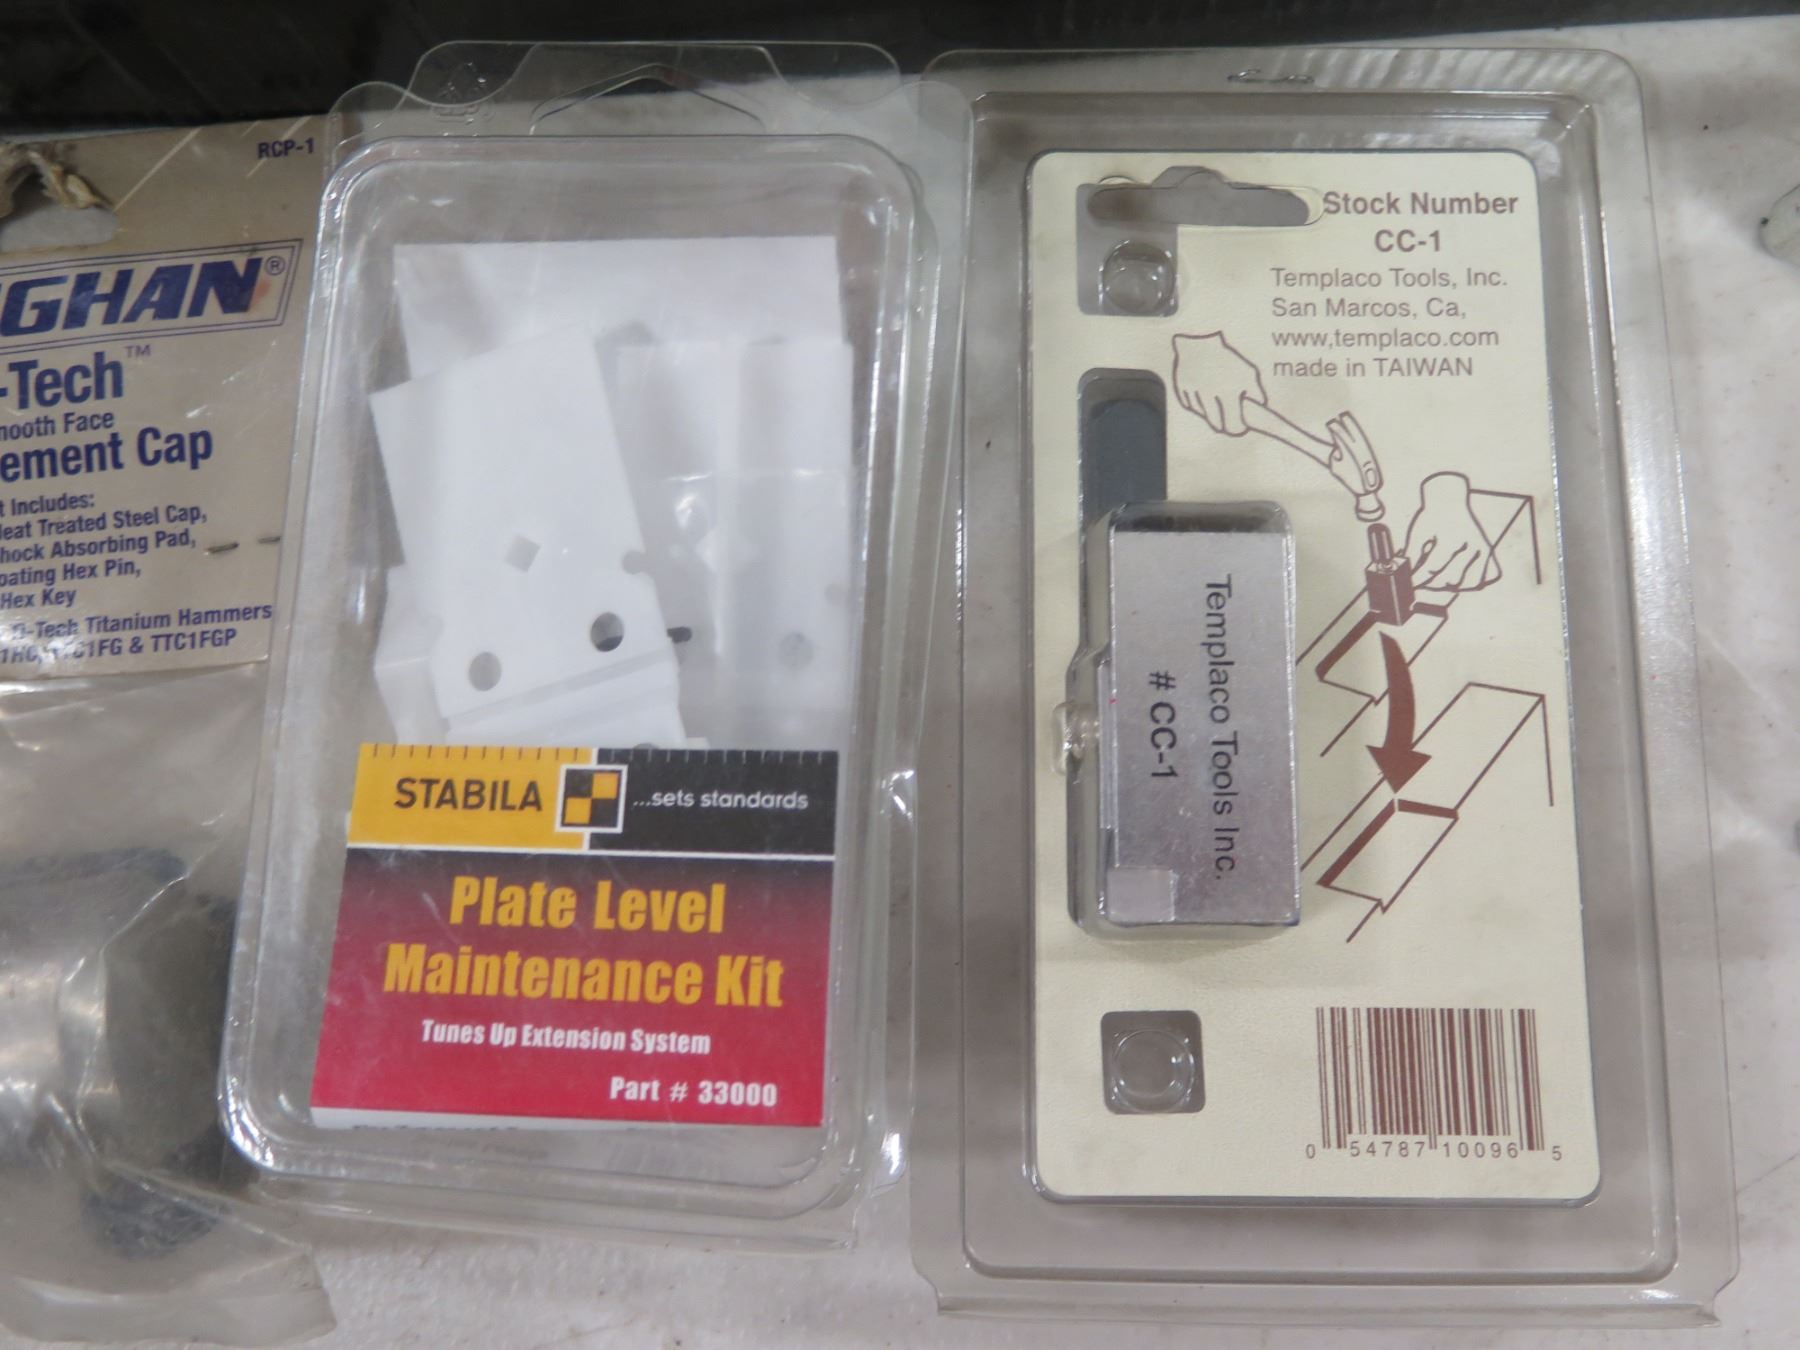 RCP-1
GHAN®
-Tech™
mooth Face
ement Cap
t Includes:
Heat Treated Steel Cap,
hock Absorbing Pad,
oating Hex Pin,
Hex Key
Titanium Hammers
& TTC1FGP
STABILA
...sets standards
Plate Level
Maintenance Kit
Tunes Up Extension System
Part # 33000
Stock Number
CC-1
Templaco Tools, Inc.
San Marcos, Ca,
www,templaco.com
made in TAIWAN
Templaco Tools Inc.
# CC-1
0 54787 10096 5